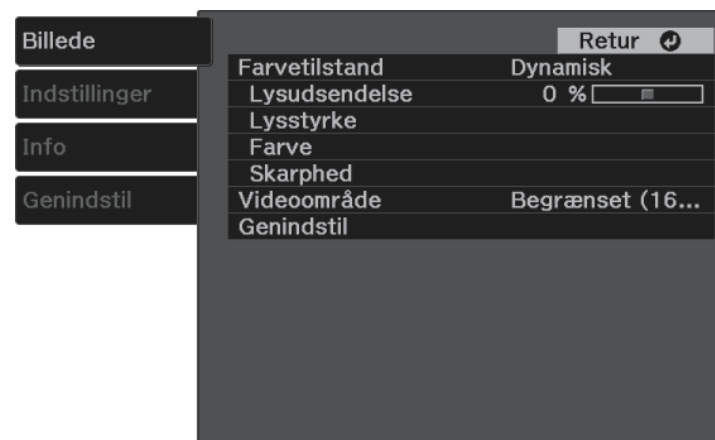 Billede
Indstillinger
Info
Genindstil
Retur
Farvetilstand Dynamisk
Lysudsendelse 0 %
Lysstyrke
Farve
Skarphed
Videoområde Begrænset (16...
Genindstil